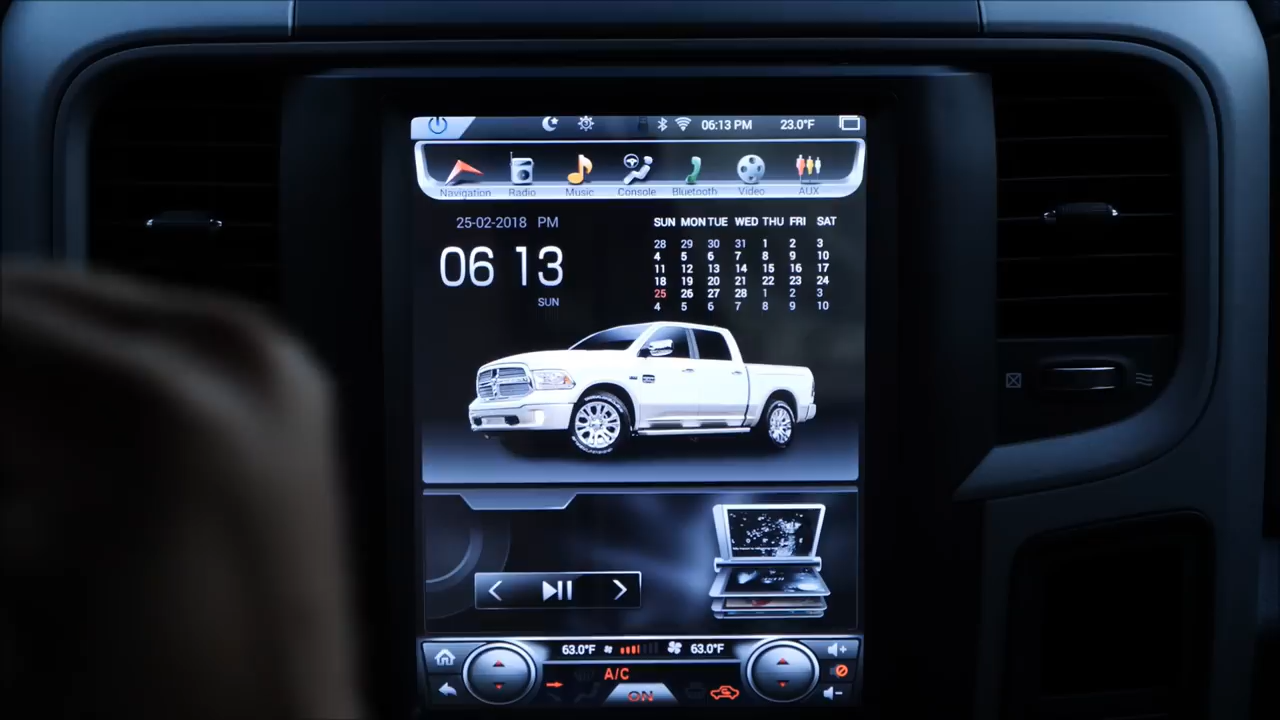 06:13 PM 23.0°F
Navigation Radio Music Console Bluetooth Video AUX
25-02-2018 PM
06 13
SUN
SUN MON TUE WED THU FRI SAT
28 29 30 31 1 2 3
4 5 6 7 8 9 10
11 12 13 14 15 16 17
18 19 20 21 22 23 24
25 26 27 28 1 2 3
4 5 6 7 8 9 10
63.0°F 63.0°F
A/C
ON